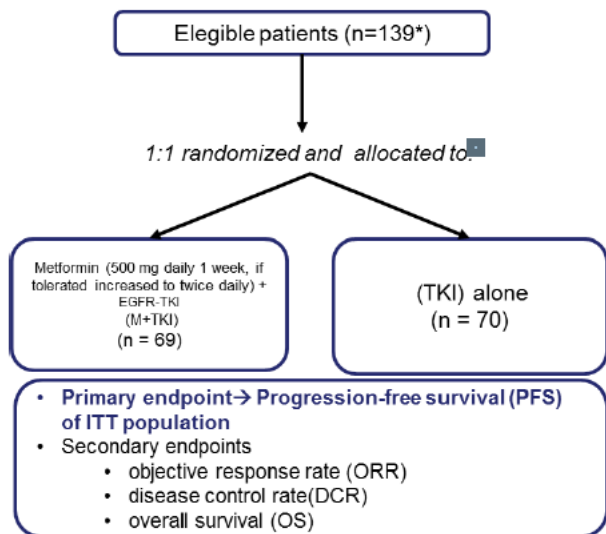 Elegible patients (n=139*)
1:1 randomized and allocated to:
Metformin (500 mg daily 1 week, if
tolerated increased to twice daily) +
EGFR-TKI
(M+TKI)
(n = 69)
(TKI) alone
(n = 70)
• Primary endpoint→ Progression-free survival (PFS)
of ITT population
• Secondary endpoints
• objective response rate (ORR)
• disease control rate(DCR)
• overall survival (OS)